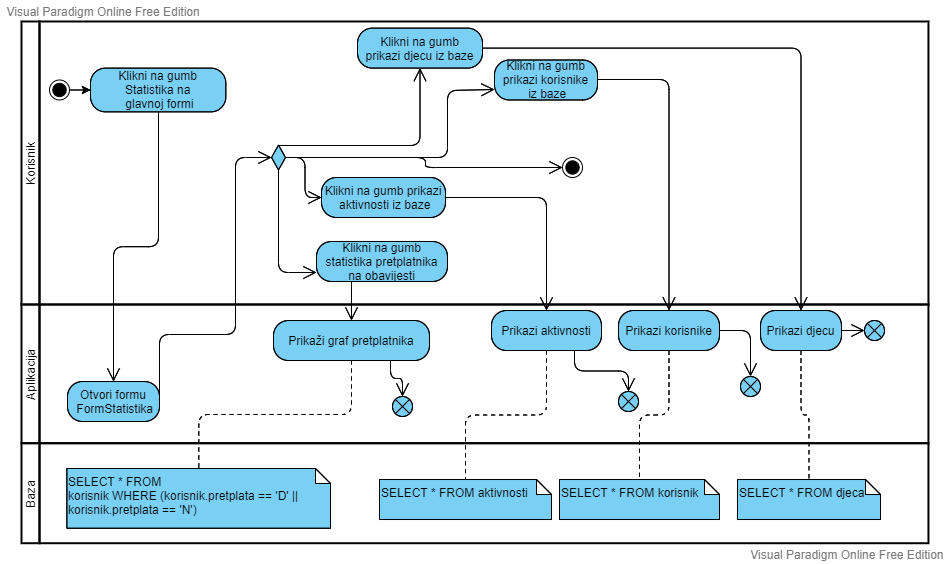 Visual Paradigm Online Free Edition
Korisnik
Klikni na gumb
Statistika na
glavnoj formi
Klikni na gumb
prikazi djecu iz baze
Klikni na gumb
prikazi korisnike
iz baze
Klikni na gumb prikazi
aktivnosti iz baze
Klikni na gumb
statistika pretplatnika
na obavijesti
Aplikacija
Otvori formu
FormStatistika
Prikaži graf pretplatnika
Prikazi aktivnosti
Prikazi korisnike
Prikazi djecu
Baza
SELECT * FROM
korisnik WHERE (korisnik.pretplata == 'D' ||
korisnik.pretplata == 'N')
SELECT * FROM aktivnosti
SELECT * FROM korisnik
SELECT * FROM djeca
Visual Paradigm Online Free Edition